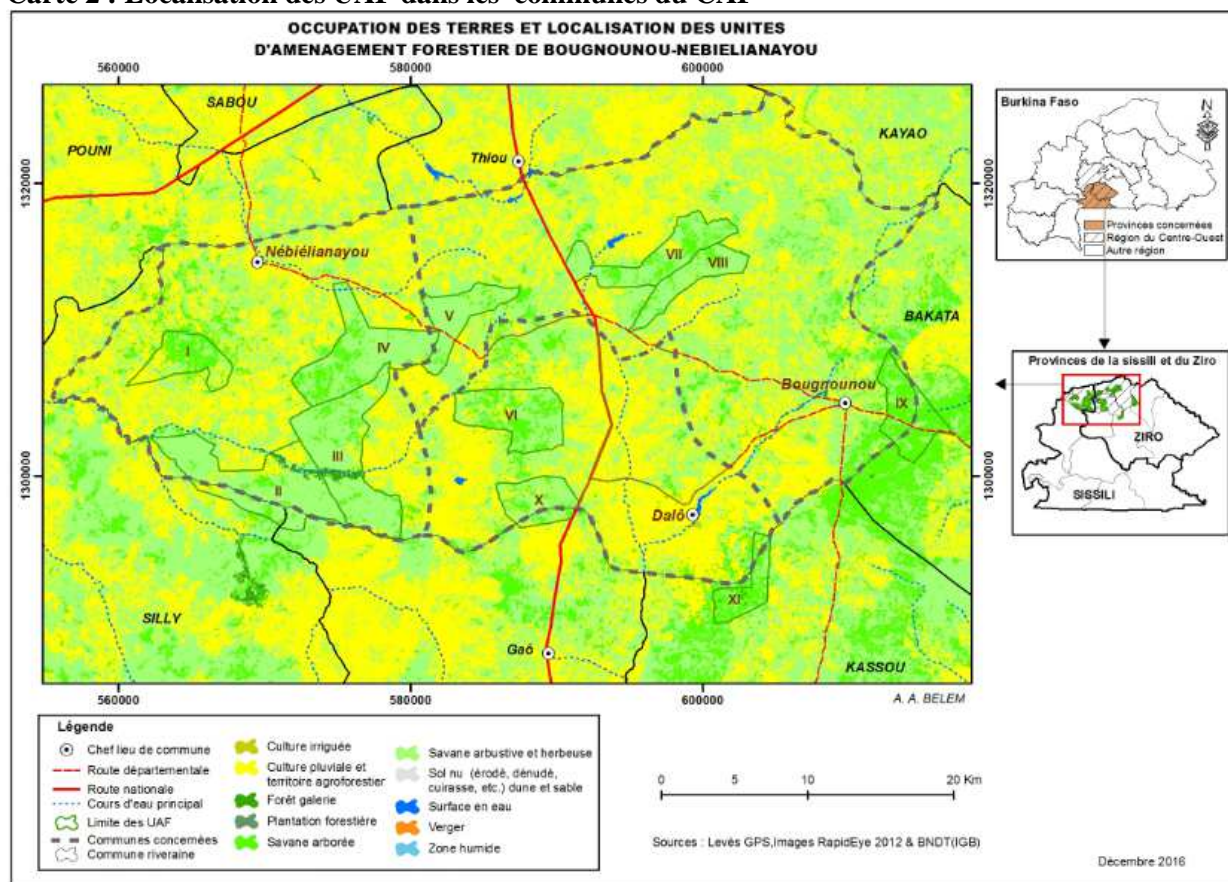 Carte 2 : Localisation des UAF dans les communes du CAF
OCCUPATION DES TERRES ET LOCALISATION DES UNITES
D'AMENAGEMENT FORESTIER DE BOUGNOUNOU-NEBIELIANAYOU
560000
580000
600000
SABOU
POUNI
KAYAO
Thiou
1320000
1320000
Nébiélianayou
VII
VIII
V
IV
I
BAKATA
Bougnounou
IX
VI
III
II
X
1300000
1300000
Dalô
XI
SILLY
Gaô
KASSOU
560000
580000
600000
A. A. BELEM
Burkina Faso
N
Provinces concernées
Région du Centre-Ouest
Autre région
Provinces de la sissili et du Ziro
ZIRO
SISSILI
Légende
Chef lieu de commune
Route départementale
Route nationale
Cours d'eau principal
Limite des UAF
Communes concernées
Commune riveraine
Culture irriguée
Culture pluviale et
territoire agroforestier
Forêt galerie
Plantation forestière
Savane arborée
Savane arbustive et herbeuse
Sol nu (érodé, dénudé,
cuirasse, etc.) dune et sable
Surface en eau
Verger
Zone humide
0 5 10 20 Km
Sources : Levés GPS,Images RapidEye 2012 & BNDT(IGB)
Décembre 2016